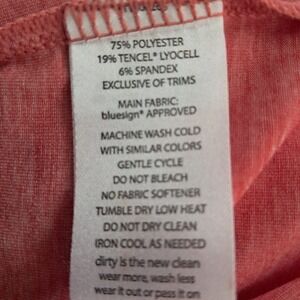 75% POLYESTER
19% TENCEL® LYOCELL
6% SPANDEX
EXCLUSIVE OF TRIMS
MAIN FABRIC:
bluesign® APPROVED
MACHINE WASH COLD
WITH SIMILAR COLORS
GENTLE CYCLE
DO NOT BLEACH
NO FABRIC SOFTENER
TUMBLE DRY LOW HEAT
DO NOT DRY CLEAN
IRON COOL AS NEEDED
dirty is the new clean
wear more, wash less
wear it out or pass it on